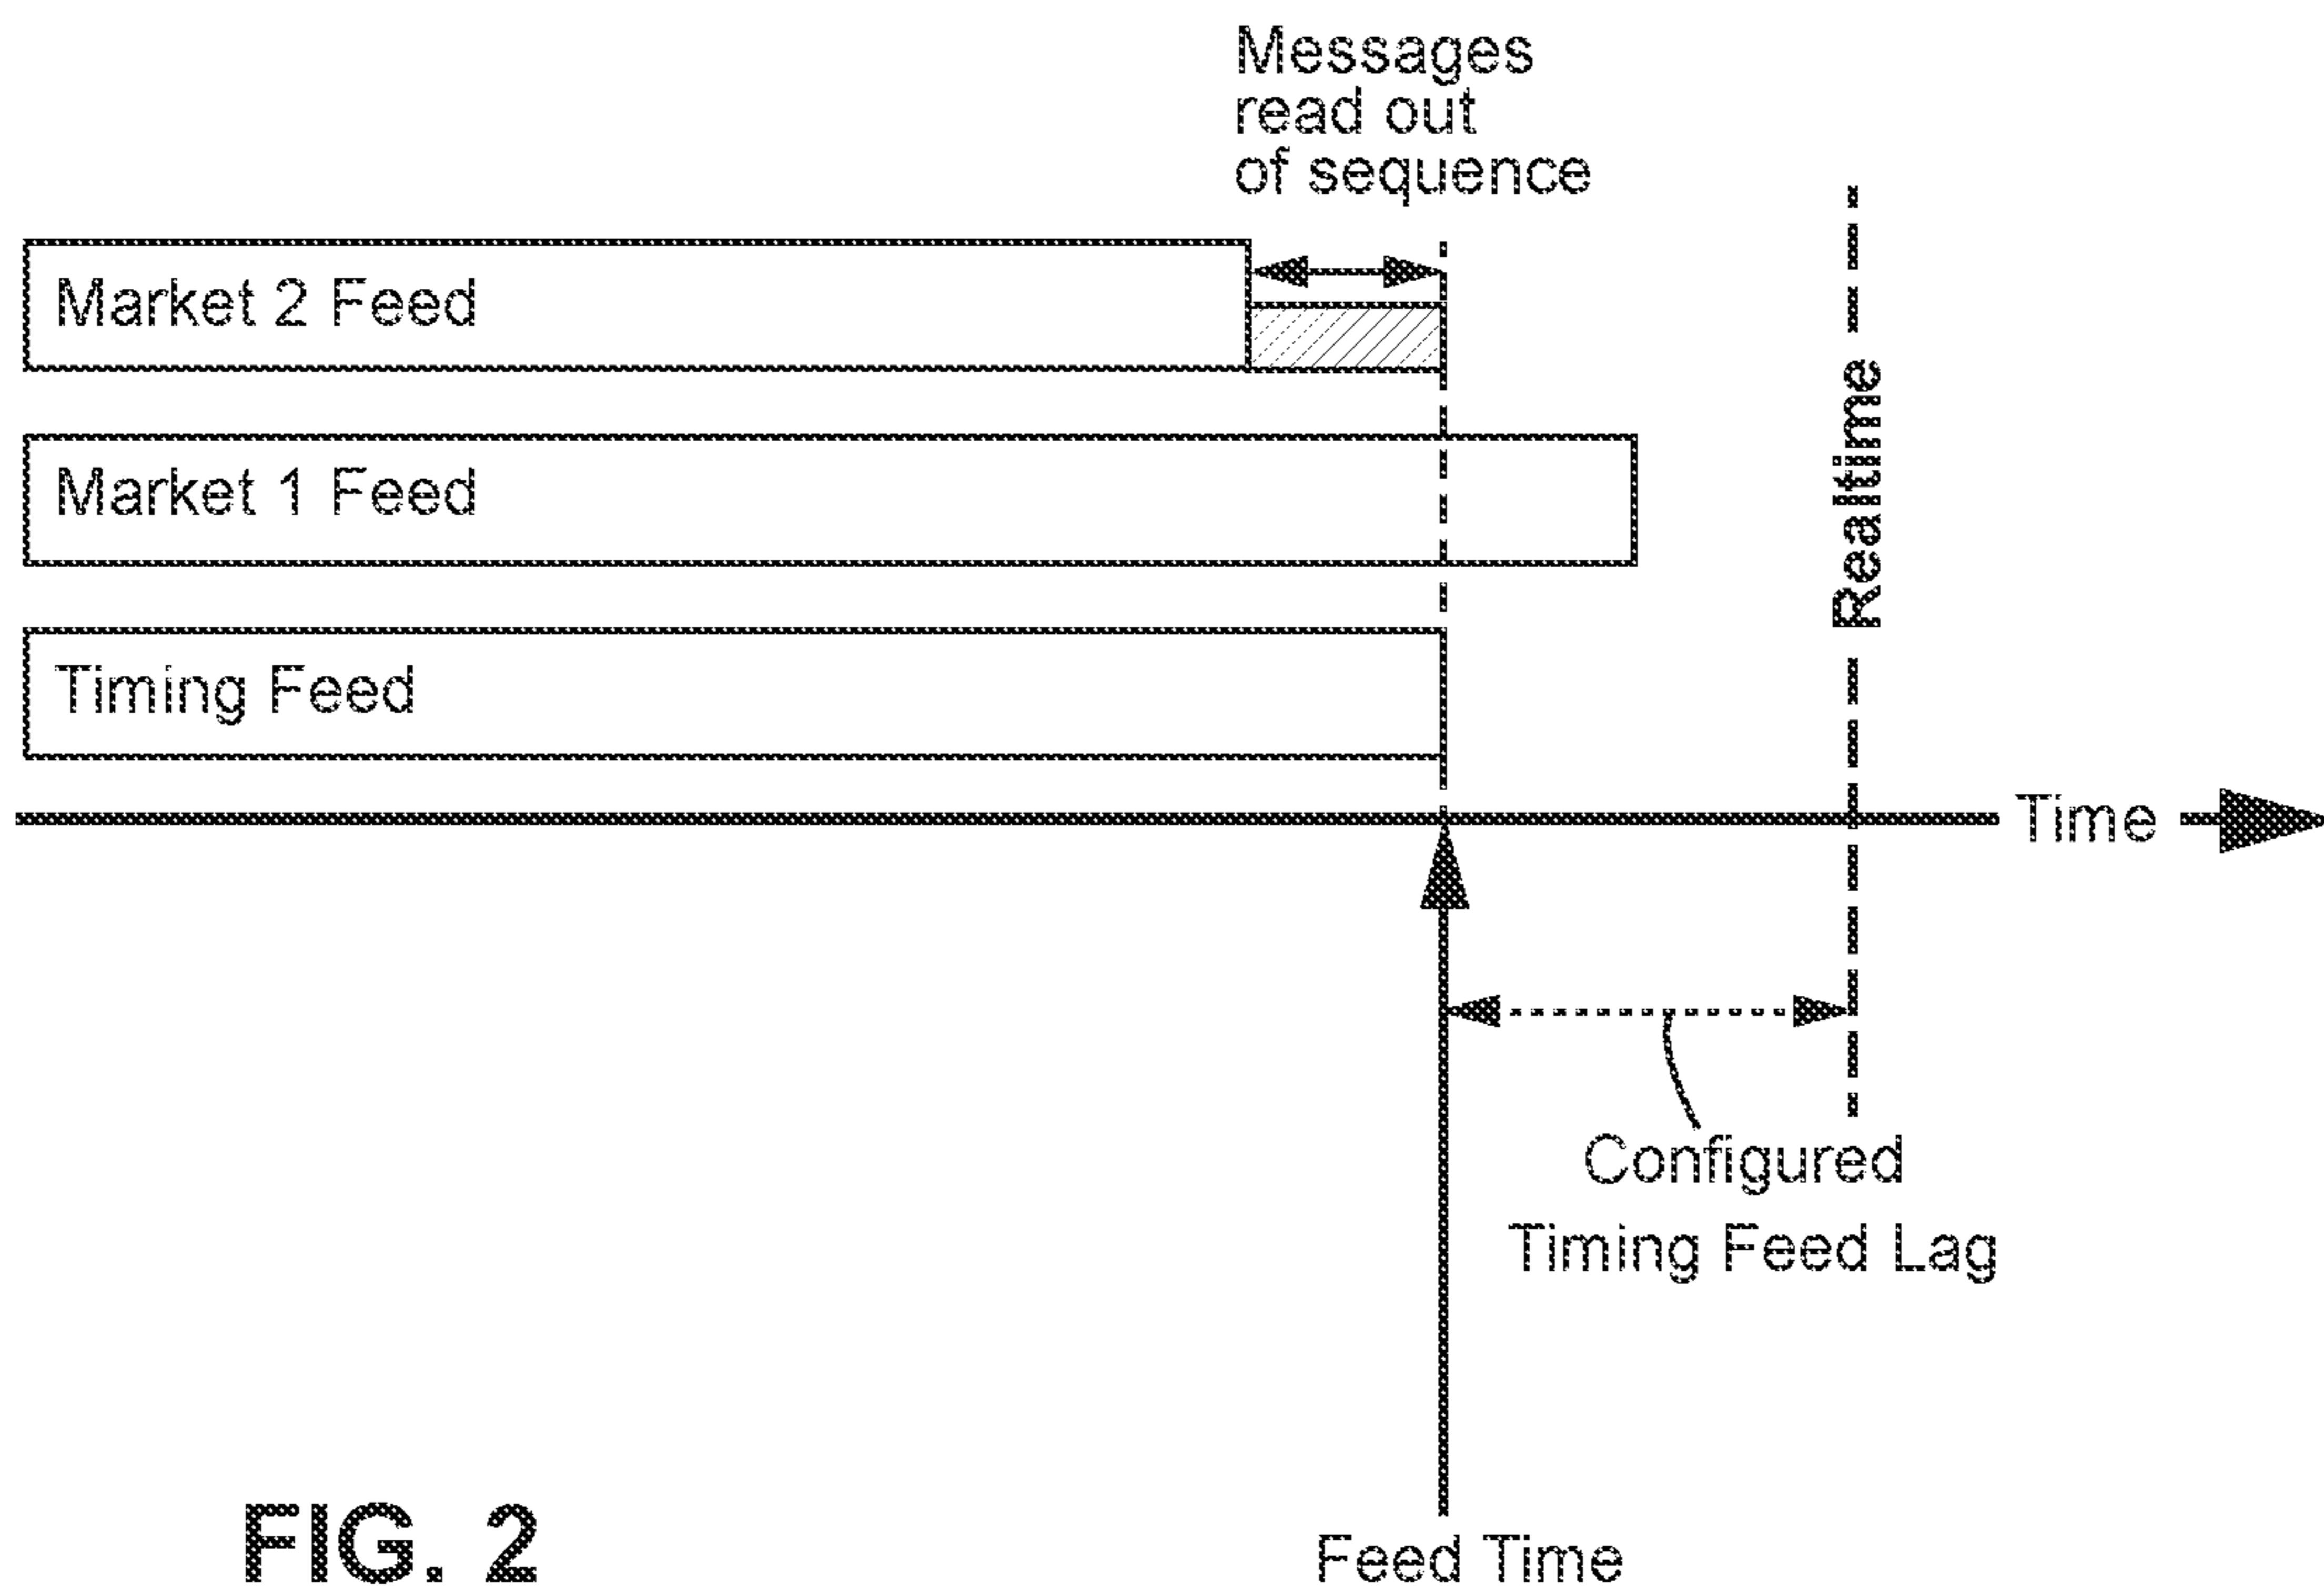 Messages
read out
of sequence
Market 2 Feed
Market 1 Feed
Realtime
Timing Feed
Time
Configured
Timing Feed Lag
FIG. 2
Feed Time